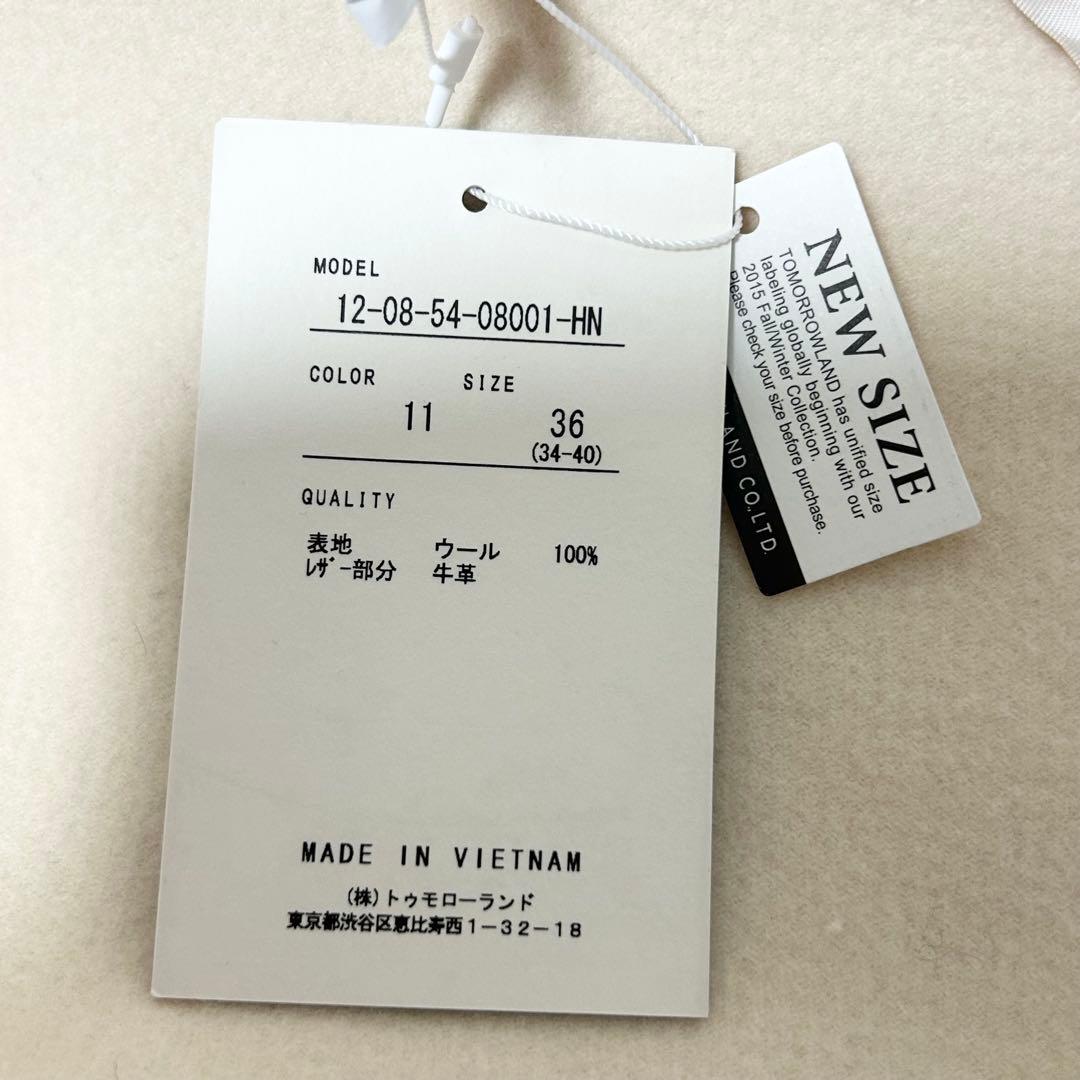 MODEL
12-08-54-08001-HN
COLOR SIZE
11 36
(34-40)
QUALITY
表地 ウール 100%
ﾚｻﾞｰ部分 牛革
MADE IN VIETNAM
(株)トゥモローランド
東京都渋谷区恵比寿西1-32-18
NEW SIZE
TOMORROWLAND has unified size
labeling globally beginning with our
2015 Fall/Winter Collection.
Please check your size before purchase.
LAND CO.,LTD.